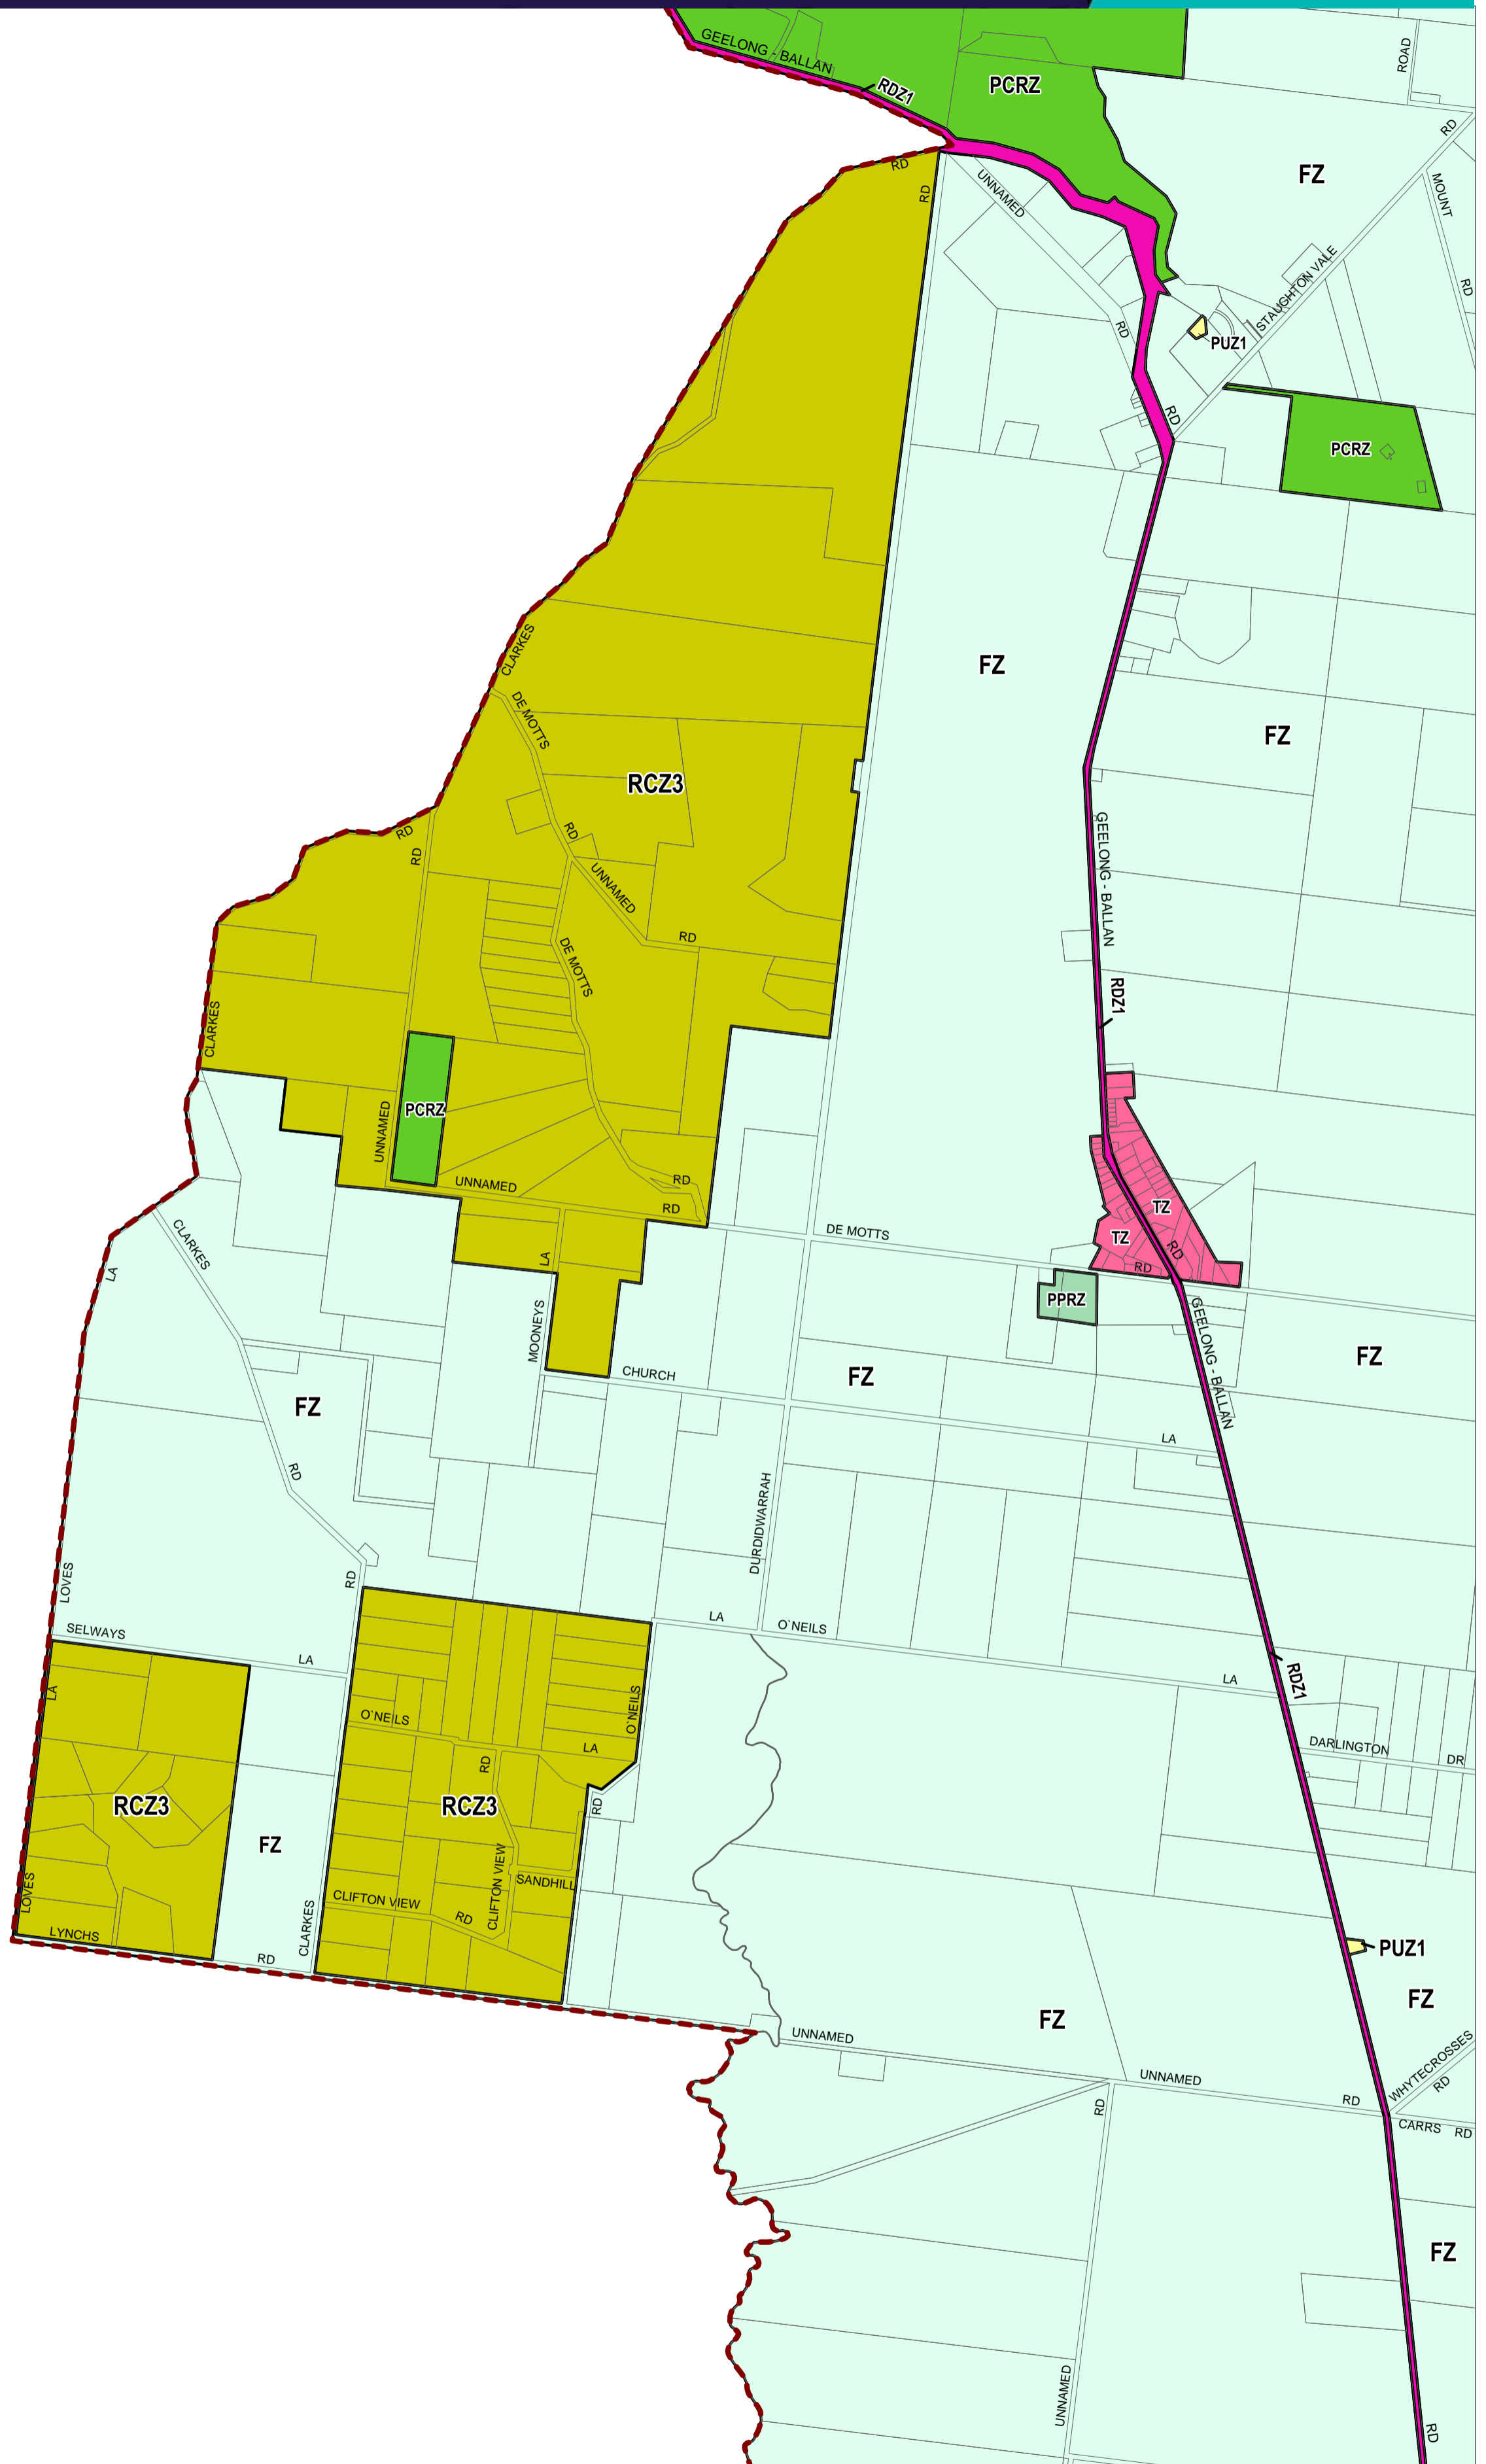 GEELONG - BALLAN
RDZ1
PCRZ
ROAD
RD
FZ
MOUNT
RD
RD
RD
UNNAMED
RD
STAUGHTON VALE
PUZ1
RD
PCRZ
CLARKES
FZ
DE MOTTS
FZ
RCZ3
RD
RD
RD
UNNAMED
GEELONG - BALLAN
RD
DE MOTTS
RDZ1
CLARKES
PCRZ
UNNAMED
UNNAMED
RD
RD
TZ
TZ
RD
RD
DE MOTTS
CLARKES
LA
LA
PPRZ
GEELONG - BALLAN
MOONEYS
CHURCH
FZ
FZ
FZ
LA
RD
DURDIDWARRAH
LOVES
RD
SELWAYS
LA
LA
O`NEILS
LA
RDZ1
LA
O`NEILS
O`NEILS
LA
RD
DARLINGTON
DR
RCZ3
RCZ3
RD
FZ
CLIFTON VIEW
SANDHILL
LOVES
CLIFTON VIEW
RD
CLARKES
LYNCHS
RD
PUZ1
FZ
FZ
UNNAMED
WHYTECROSSES
RD
UNNAMED
RD
RD
CARRS
RD
FZ
UNNAMED
RD